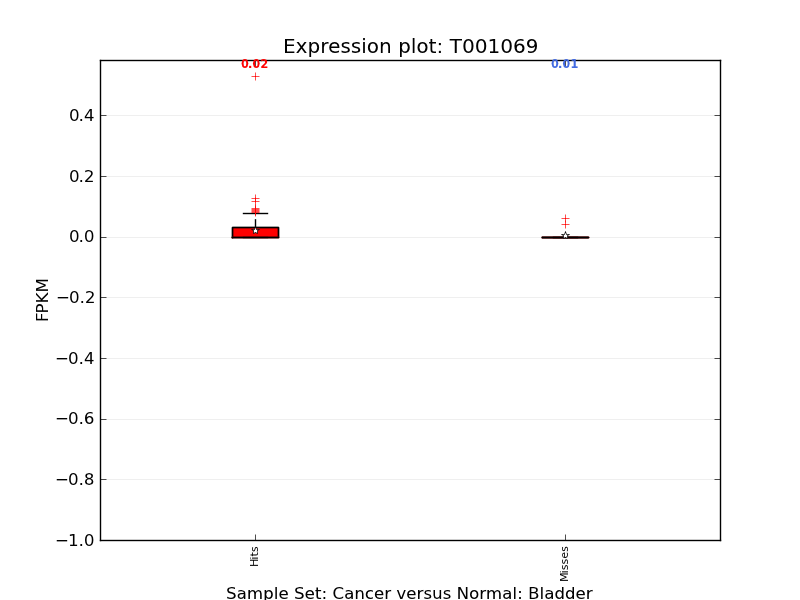 Expression plot: T001069
0.02 0.01
0.4
0.2
0.0
−0.2
−0.4
−0.6
−0.8
−1.0
FPKM
Hits Misses
Sample Set: Cancer versus Normal: Bladder